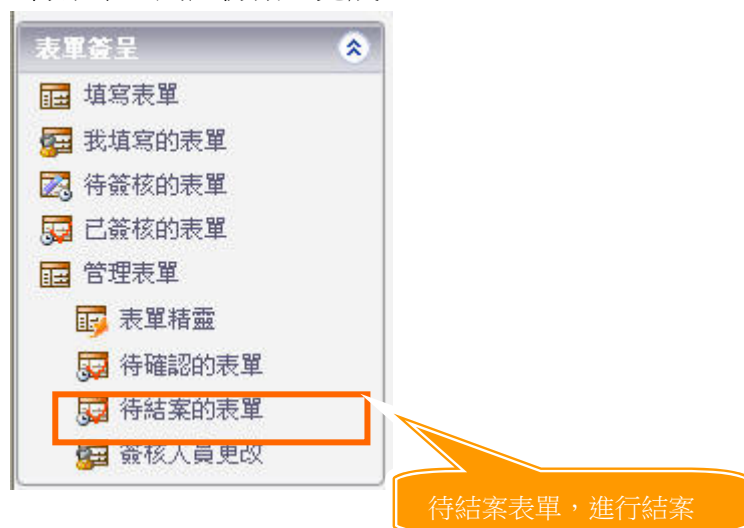 表單簽呈
填寫表單
我填寫的表單
待簽核的表單
已簽核的表單
管理表單
表單精靈
待確認的表單
待結案的表單
簽核人員更改
待結案表單，進行結案